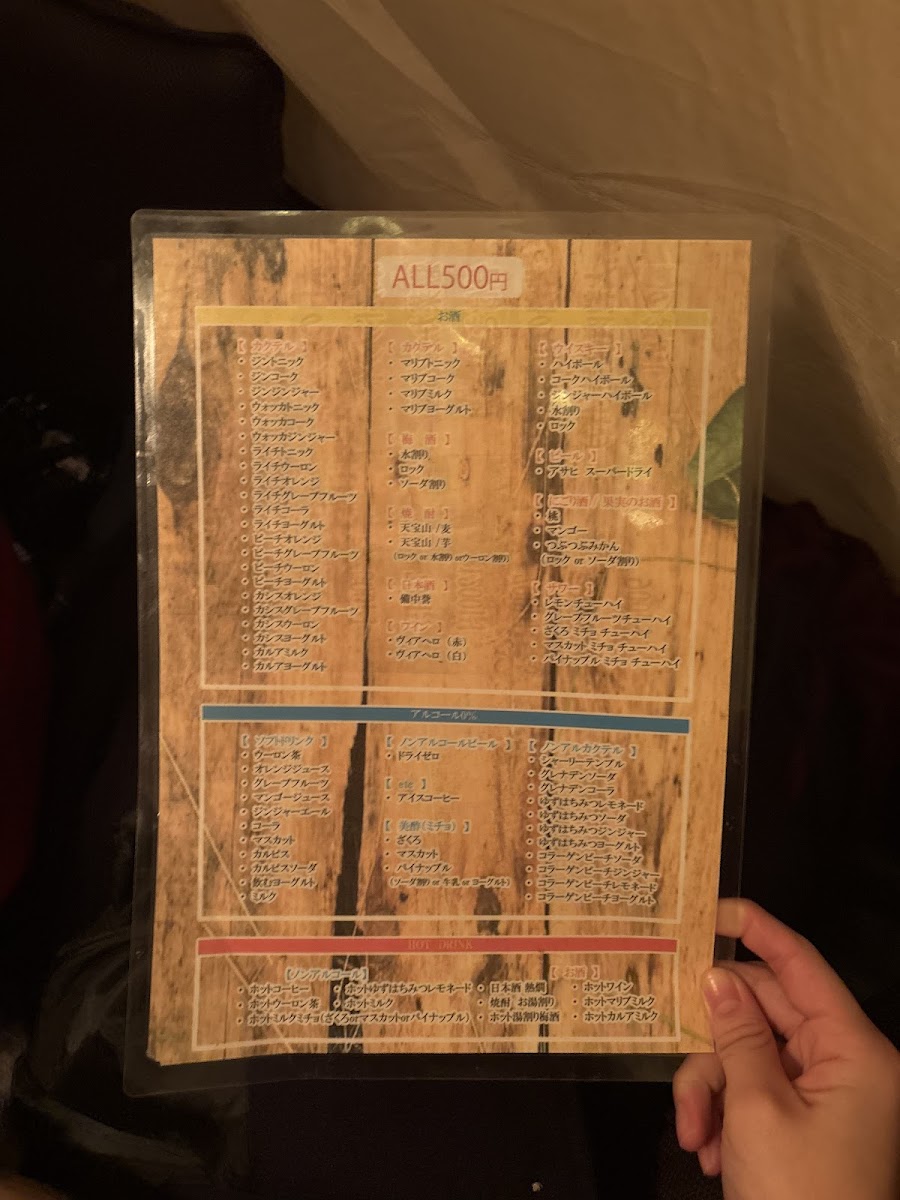 ALL500円
お酒
【 カクテル 】
・ ジントニック
・ ジンコーク
・ ジンジンジャー
・ ウォッカトニック
・ ウォッカコーク
・ ウォッカジンジャー
・ ライチトニック
・ ライチウーロン
・ ライチオレンジ
・ ライチグレープフルーツ
・ ライチコーラ
・ ライチヨーグルト
・ ピーチオレンジ
・ ピーチグレープフルーツ
・ ピーチウーロン
・ ピーチヨーグルト
・ カシスオレンジ
・ カシスグレープフルーツ
・ カシスウーロン
・ カシスヨーグルト
・ カルアミルク
・ カルアヨーグルト
【 カクテル 】
・ マリブトニック
・ マリブコーク
・ マリブミルク
・ マリブヨーグルト
【 梅 酒 】
・ 水割り
・ ロック
・ ソーダ割り
【 焼 酎 】
・ 天宝山 /麦
・ 天宝山 /芋
(ロック or 水割り orウーロン割り)
【 日本酒 】
・ 備中誉
【 ワイン 】
・ヴィアヘロ (赤)
・ヴィアヘロ (白)
【 ウイスキー 】
・ ハイボール
・ コークハイボール
・ ジンジャーハイボール
・ 水割り
・ ロック
【 ビール 】
・ アサヒ スーパードライ
【 にごり酒 / 果実のお酒 】
・ 桃
・ マンゴー
・ つぶつぶみかん
(ロック or ソーダ割り)
【 サワー 】
・ レモンチューハイ
・ グレープフルーツチューハイ
・ ざくろ ミチョ チューハイ
・ マスカット ミチョ チューハイ
・ パイナップル ミチョ チューハイ
アルコール0%
【 ソフトドリンク 】
・ ウーロン茶
・ オレンジジュース
・ グレープフルーツ
・ マンゴージュース
・ ジンジャーエール
・ コーラ
・ マスカット
・ カルピス
・ カルピスソーダ
・ 飲むヨーグルト
・ ミルク
【 ノンアルコールビール 】
・ ドライゼロ
【 etc 】
・ アイスコーヒー
【 美酢(ミチョ) 】
・ ざくろ
・ マスカット
・ パイナップル
(ソーダ割り or 牛乳 or ヨーグルト)
【 ノンアルカクテル 】
・ シャーリーテンプル
・ グレナデンソーダ
・ グレナデンコーラ
・ ゆずはちみつレモネード
・ ゆずはちみつソーダ
・ ゆずはちみつジンジャー
・ ゆずはちみつヨーグルト
・ コラーゲンピーチソーダ
・ コラーゲンピーチジンジャー
・ コラーゲンピーチレモネード
・ コラーゲンピーチヨーグルト
HOT DRINK
【ノンアルコール】
・ ホットコーヒー ・ ホットゆずはちみつレモネード
・ ホットウーロン茶 ・ ホットミルク
・ ホットミルクミチョ(ざくろorマスカットorパイナップル)
【 お酒 】
・ 日本酒 熱燗 ・ ホットワイン
・ 焼酎 お湯割り ・ ホットマリブミルク
・ ホット湯割り梅酒 ・ ホットカルアミルク